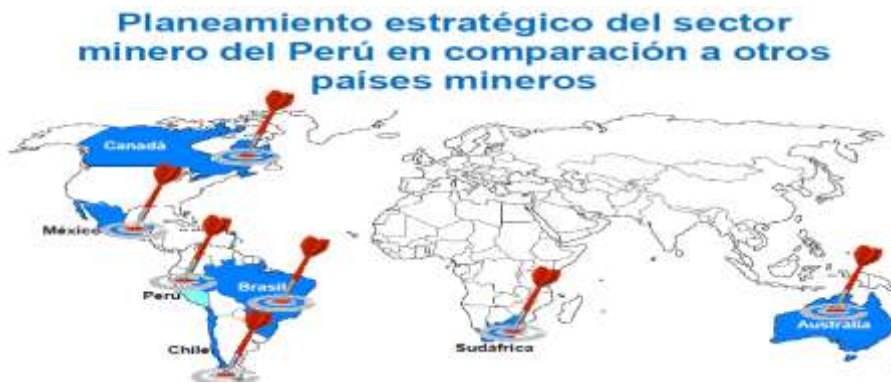 Planeamiento estratégico del sector
minero del Perú en comparación a otros
países mineros
Canadá
México
Perú
Brasil
Chile
Sudáfrica
Australia